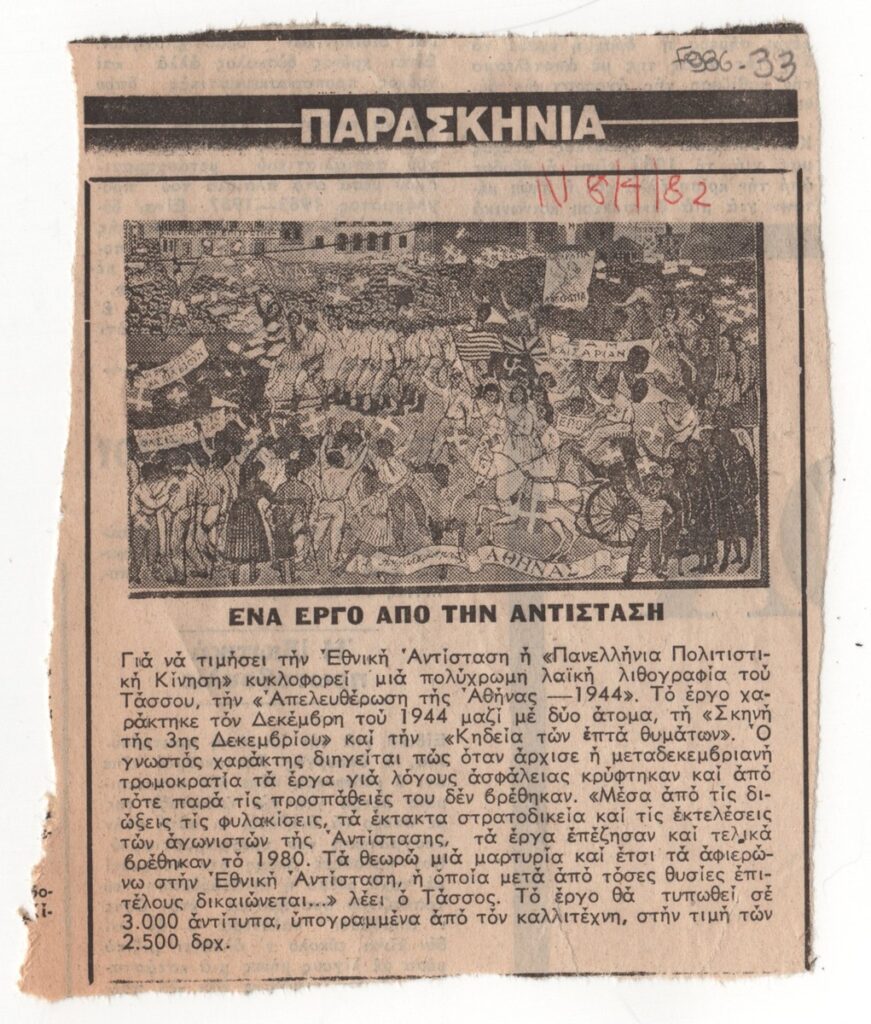 F986-33
ΠΑΡΑΣΚΗΝΙΑ
8/4/82
ΚΑΙΣΑΡΙΑΝ
ΕΠΟΝ
ΑΘΗΝΑΣ
ΕΝΑ ΕΡΓΟ ΑΠΟ ΤΗΝ ΑΝΤΙΣΤΑΣΗ
Γιά νά τιμήσει τήν Ἐθνική Ἀντίσταση ἡ «Πανελλήνια Πολιτιστι-
κή Κίνηση» κυκλοφορεί μιά πολύχρωμη λαϊκή λιθογραφία τοῦ
Τάσσου, τήν «Ἀπελευθέρωση τῆς Ἀθήνας —1944». Τό ἔργο χα-
ράκτηκε τόν Δεκέμβρη τοῦ 1944 μαζί μέ δύο ἄτομα, τή «Σκηνή
τῆς 3ης Δεκεμβρίου» καί τήν «Κηδεία τῶν ἑπτά θυμάτων». Ὁ
γνωστός χαράκτης διηγεῖται πώς ὅταν ἄρχισε ἡ μεταδεκεμβριανή
τρομοκρατία τά ἔργα γιά λόγους ἀσφάλειας κρύφτηκαν καί ἀπό
τότε παρά τίς προσπάθειές του δέν βρέθηκαν. «Μέσα ἀπό τίς δι-
ώξεις τίς φυλακίσεις, τά ἔκτακτα στρατοδικεία καί τίς ἐκτελέσεις
τῶν ἀγωνιστῶν τῆς Ἀντίστασης, τά ἔργα ἐπέζησαν καί τελικά
βρέθηκαν τό 1980. Τά θεωρῶ μιά μαρτυρία καί ἔτσι τά ἀφιερώ-
νω στήν Ἐθνική Ἀντίσταση, ἡ ὁποία μετά ἀπό τόσες θυσίες ἐπι-
τέλους δικαιώνεται...» λέει ὁ Τάσσος. Τό ἔργο θά τυπωθεῖ σέ
3.000 ἀντίτυπα, ὑπογραμμένα ἀπό τόν καλλιτέχνη, στήν τιμή τῶν
2.500 δρχ.